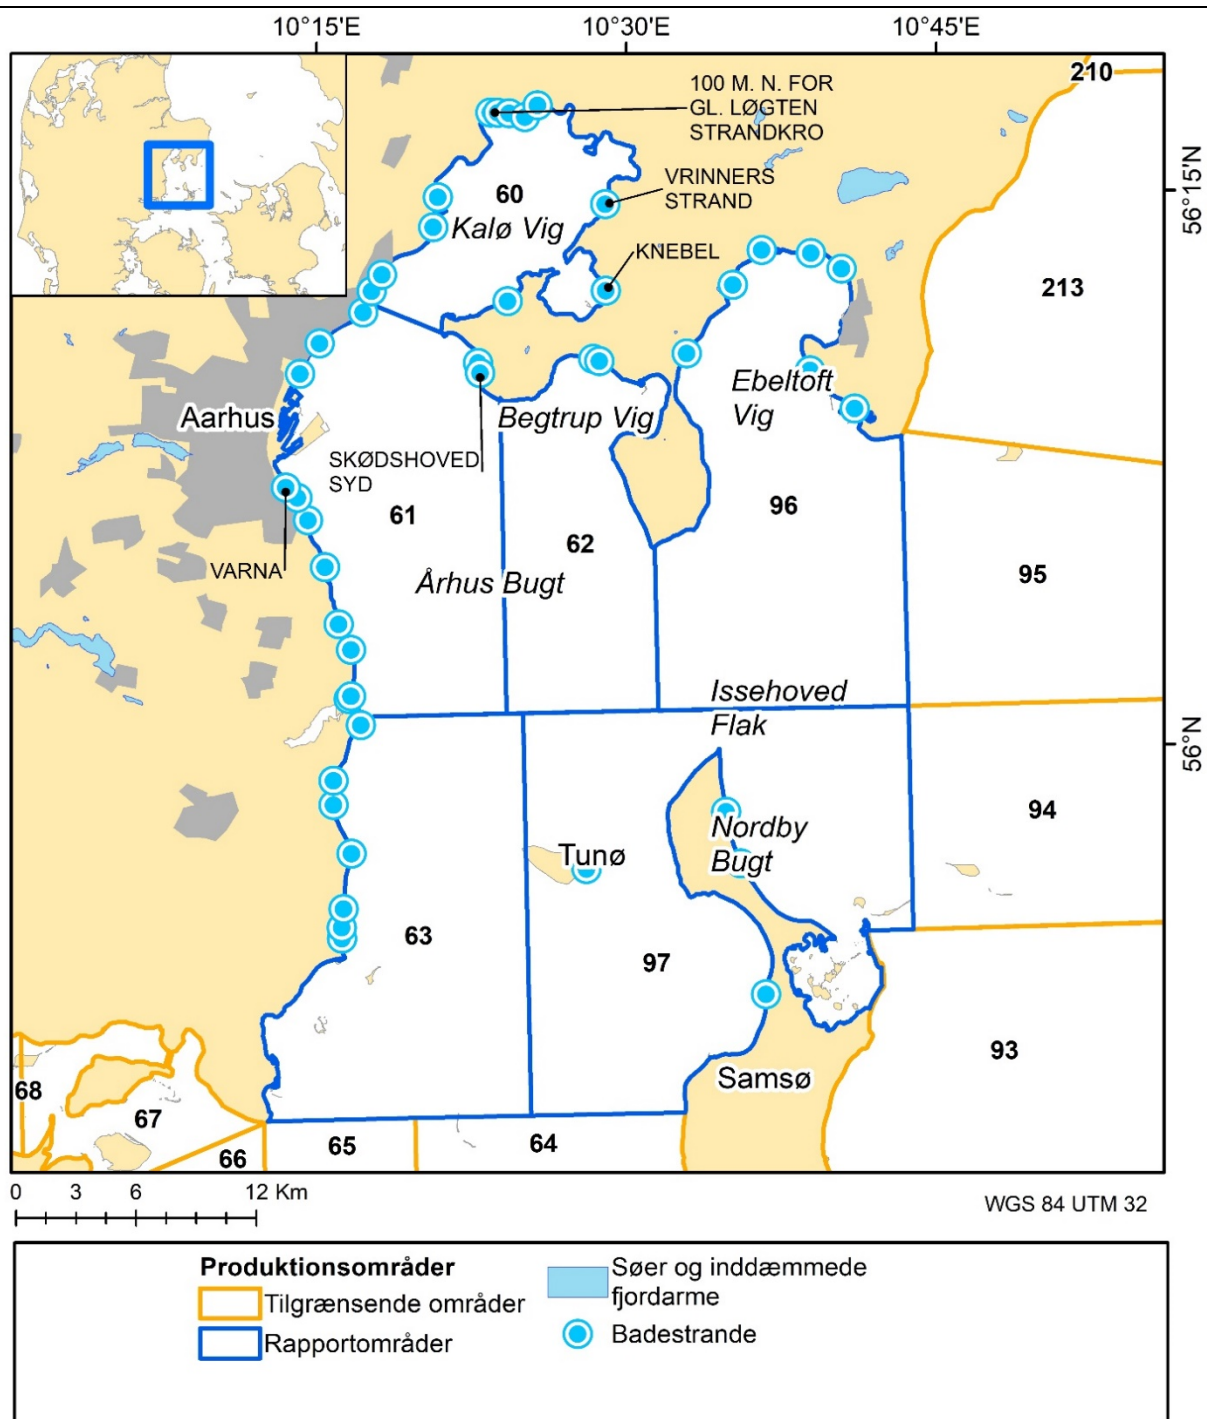 10°15'E
10°30'E
10°45'E
210
100 M. N. FOR
GL. LØGTEN
STRANDKRO
56°15'N
VRINNERS
STRAND
60
Kalø Vig
KNEBEL
213
Ebeltoft
Vig
Aarhus
Begtrup Vig
SKØDSHOVED
SYD
96
61
62
VARNA
Århus Bugt
95
Issehoved
Flak
56°N
94
Nordby
Bugt
Tunø
63
97
93
Samsø
68
67
66
65
64
0 3 6 12 Km
WGS 84 UTM 32
Produktionsområder
Tilgrænsende områder
Rapportområder
Søer og inddæmmede
fjordarme
Badestrande